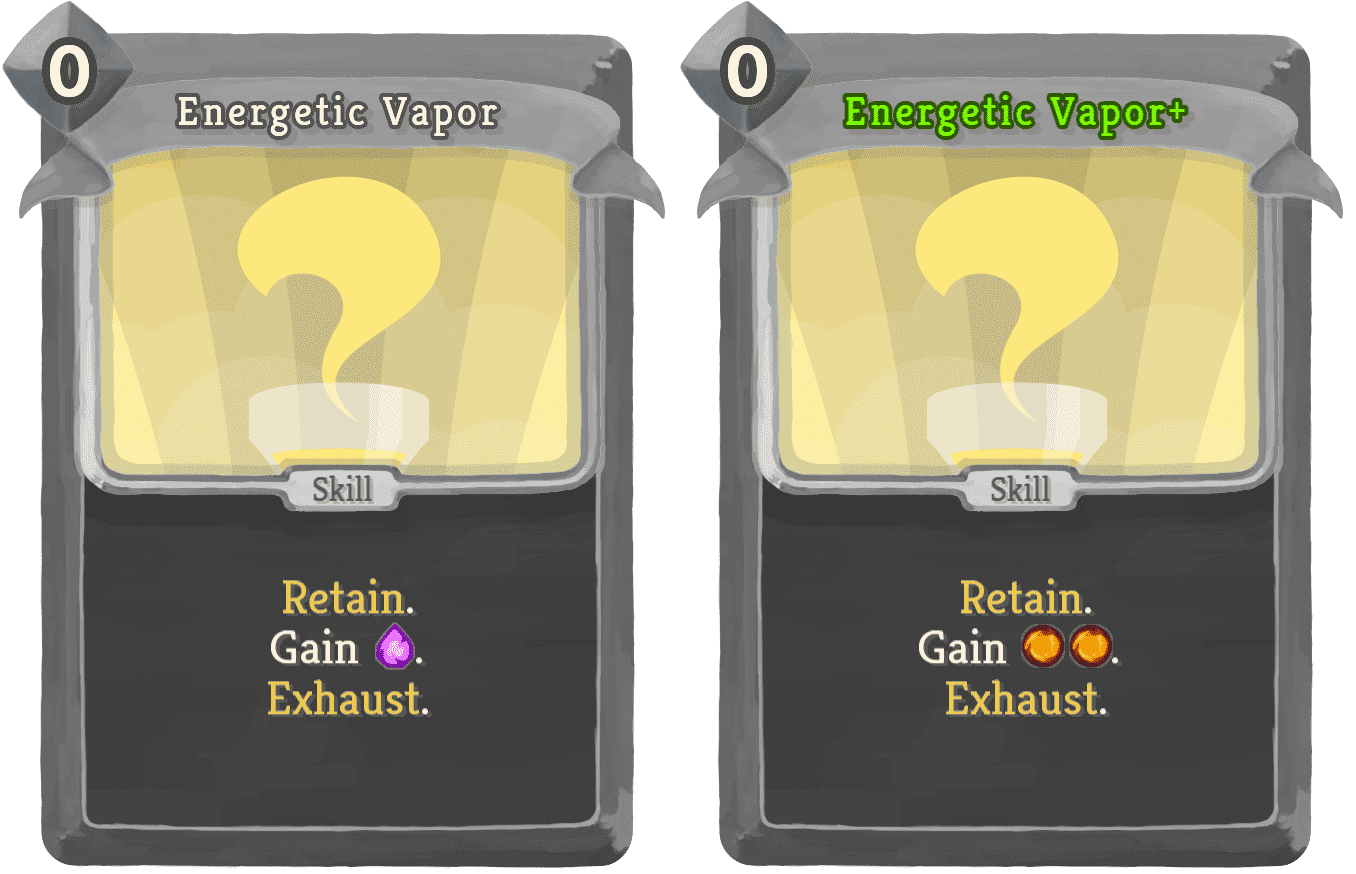 0
Energetic Vapor
Skill
Retain.
Gain .
Exhaust.
0
Energetic Vapor+
Skill
Retain.
Gain .
Exhaust.